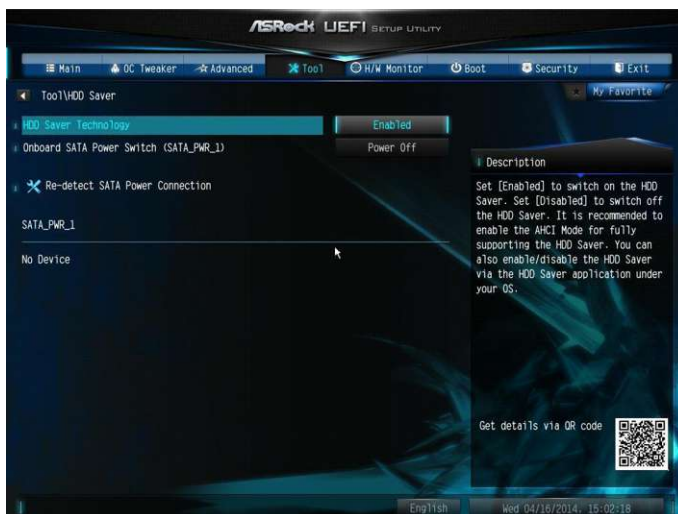 ASRock UEFI SETUP UTILITY
Main OC Tweaker Advanced Tool H/W Monitor Boot Security Exit
Tool\HDD Saver
My Favorite
HDD Saver Technology Enabled
Onboard SATA Power Switch (SATA_PWR_1) Power Off
Re-detect SATA Power Connection
SATA_PWR_1
No Device
Description
Set [Enabled] to switch on the HDD
Saver. Set [Disabled] to switch off
the HDD Saver. It is recommended to
enable the AHCI Mode for fully
supporting the HDD Saver. You can
also enable/disable the HDD Saver
via the HDD Saver application under
your OS.
Get details via QR code
English Wed 04/16/2014. 15:02:18